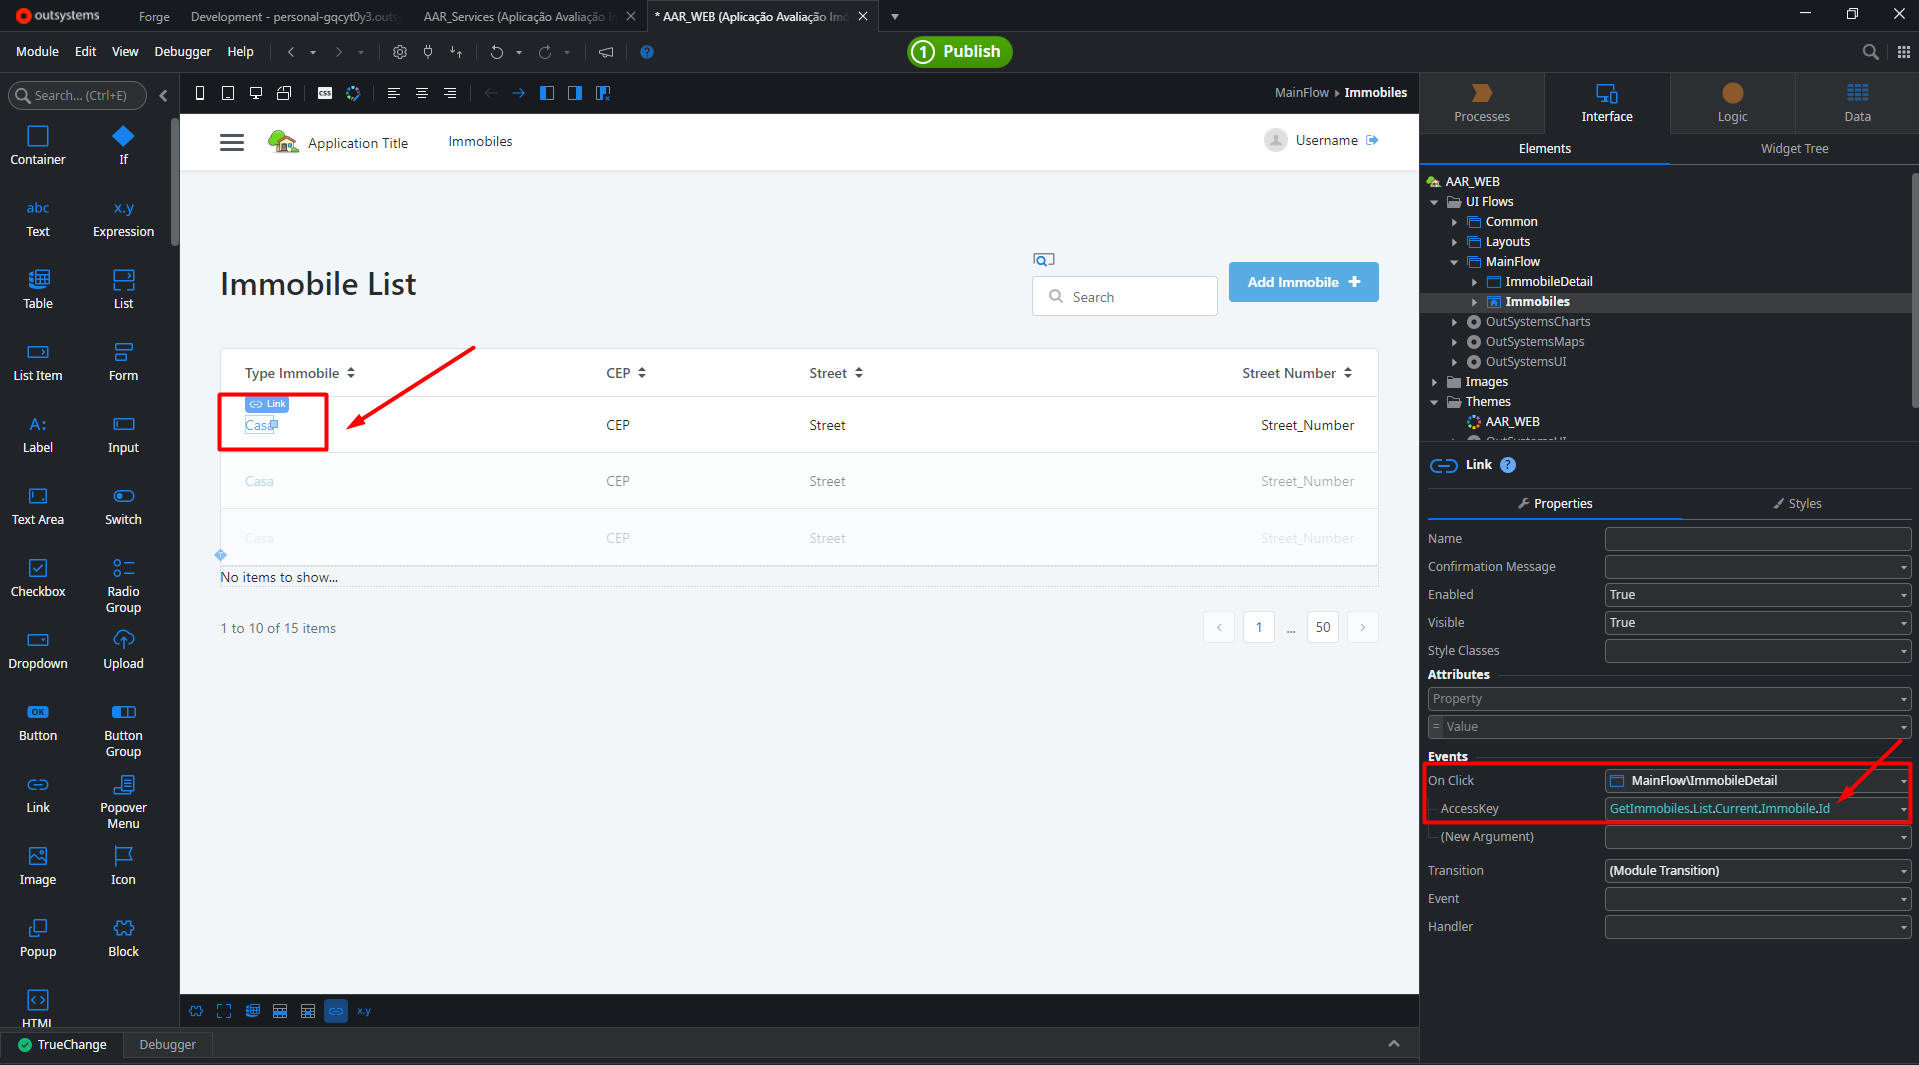 outsystems
Forge
Development - personal-gqcyt0y3.outsy
AAR_Services (Aplicação Avaliação In
* AAR_WEB (Aplicação Avaliação Imó
Module Edit View Debugger Help
1 Publish
Search... (Ctrl+E)
CSS
MainFlow Immobiles
Processes
Interface
Logic
Data
Container
If
abc
Text
x.y
Expression
Table
List
List Item
Form
A:
Label
Input
Text Area
Switch
Checkbox
Radio
Group
Dropdown
Upload
OK
Button
Button
Group
Link
Popover
Menu
Image
Icon
Popup
Block
HTML
Application Title
Immobiles
Username
Immobile List
Search
Add Immobile +
Type Immobile CEP Street Street Number
Link
Casa CEP Street Street_Number
Casa CEP Street Street_Number
Casa CEP Street Street_Number
No items to show...
1 to 10 of 15 items
< 1 ... 50 >
x.y
TrueChange
Debugger
Elements
Widget Tree
AAR_WEB
UI Flows
Common
Layouts
MainFlow
ImmobileDetail
Immobiles
OutSystemsCharts
OutSystemsMaps
OutSystemsUI
Images
Themes
AAR_WEB
OutSystemsUI
Link ?
Properties
Styles
Name
Confirmation Message
Enabled True
Visible True
Style Classes
Attributes
Property
= Value
Events
On Click MainFlow\ImmobileDetail
AccessKey GetImmobiles.List.Current.Immobile.Id
(New Argument)
Transition (Module Transition)
Event
Handler